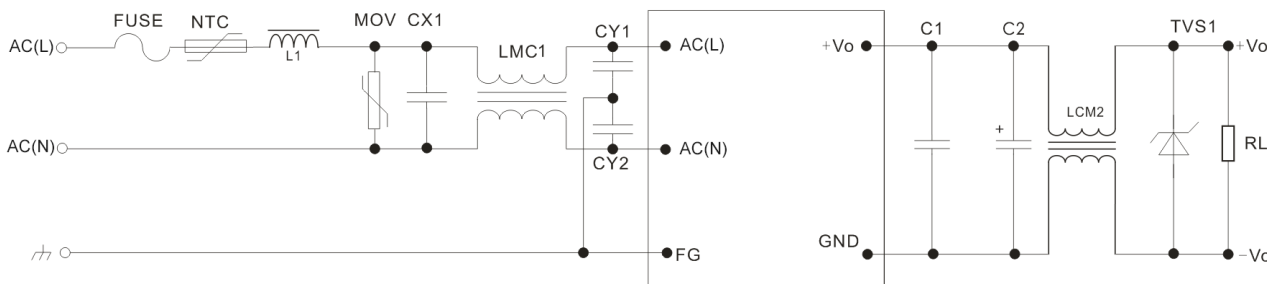 FUSE
NTC
L1
MOV
CX1
LMC1
CY1
CY2
AC(L)
AC(N)
AC(L)
AC(N)
FG
+Vo
GND
C1
C2
+
LCM2
TVS1
+Vo
RL
-Vo